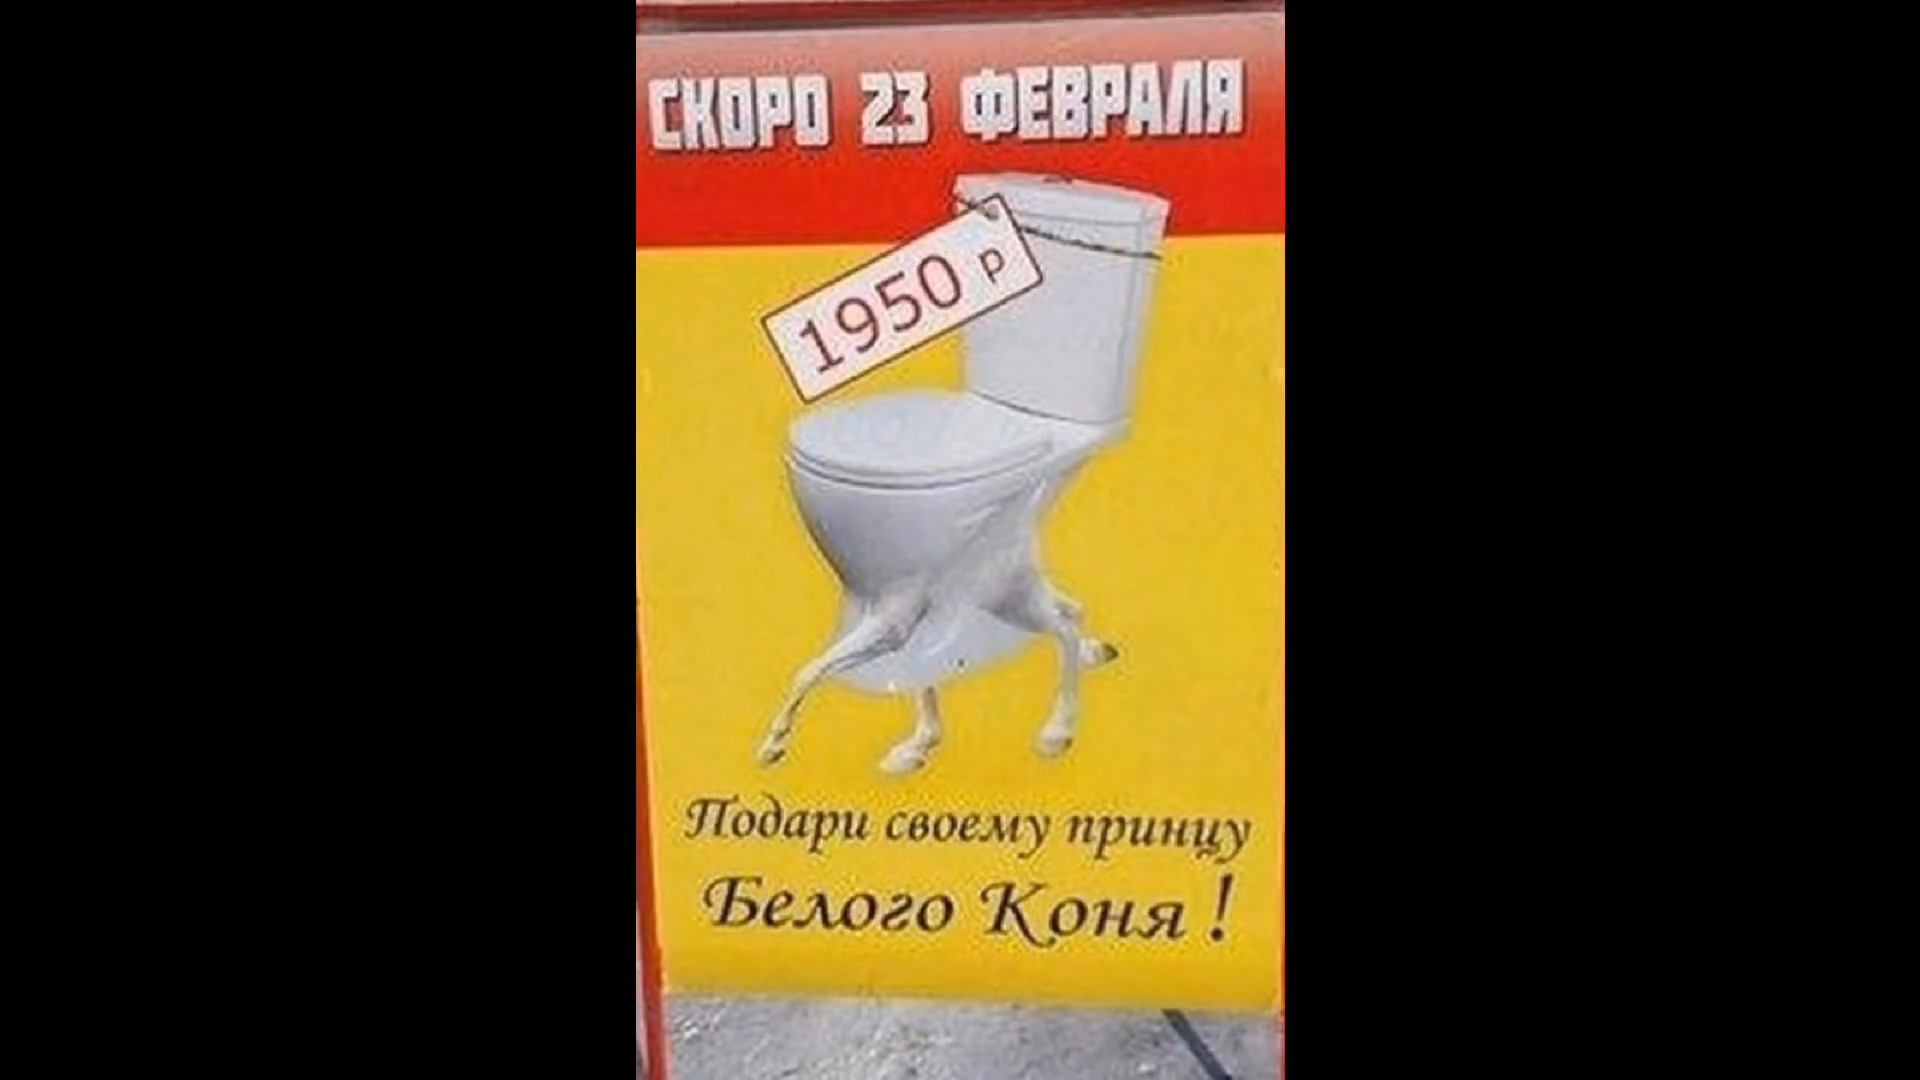 СКОРО 23 ФЕВРАЛЯ
1950 р
Подари своему принцу
Белого Коня !